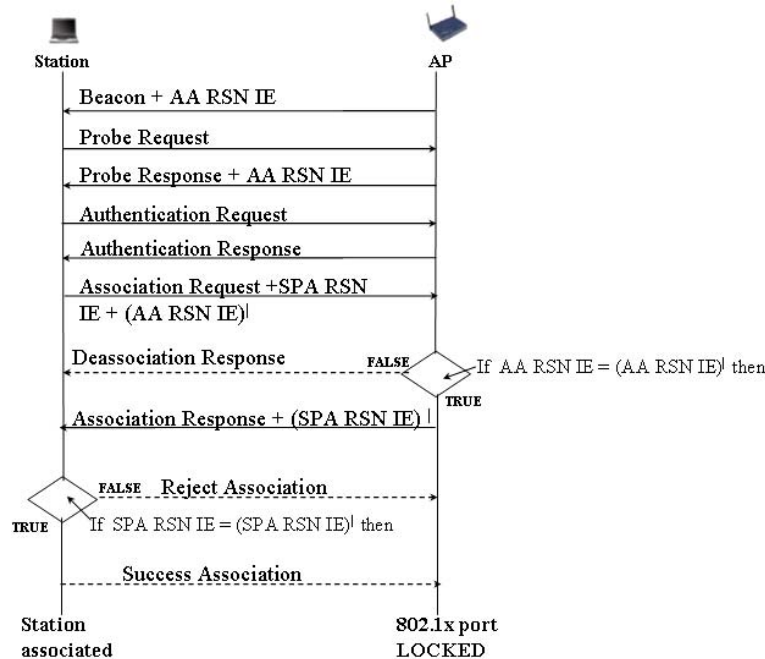 Station
AP
Beacon + AA RSN IE
Probe Request
Probe Response + AA RSN IE
Authentication Request
Authentication Response
Association Request +SPA RSN
IE + (AA RSN IE)|
Deassociation Response
FALSE
If AA RSN IE = (AA RSN IE)| then
TRUE
Association Response + (SPA RSN IE) |
FALSE
Reject Association
TRUE
If SPA RSN IE = (SPA RSN IE)| then
Success Association
Station
associated
802.1x port
LOCKED